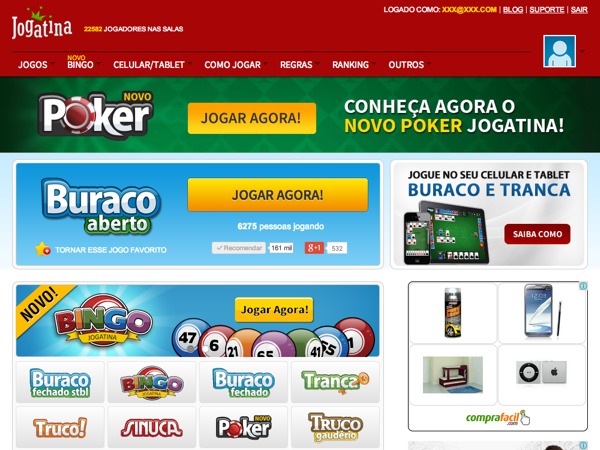 Jogatina
22582 JOGADORES NAS SALAS
LOGADO COMO: XXX@XXX.COM | BLOG | SUPORTE | SAIR
NOVO
JOGOS BINGO CELULAR/TABLET COMO JOGAR REGRAS RANKING OUTROS
NOVO
Poker
JOGAR AGORA!
CONHEÇA AGORA O
NOVO POKER JOGATINA!
Buraco
aberto
JOGAR AGORA!
6275 pessoas jogando
TORNAR ESSE JOGO FAVORITO
Recomendar 161 mil
g +1 532
JOGUE NO SEU CELULAR E TABLET
BURACO E TRANCA
SAIBA COMO
NOVO!
BINGO
JOGATINA
Jogar Agora!
47 6 21 65 41 35 8
Buraco
fechado stbl
BINGO
JOGATINA
Buraco
fechado
Tranca
Truco!
SINUCA
NOVO
Poker
TRUCO
gaudério
comprafacil
.com